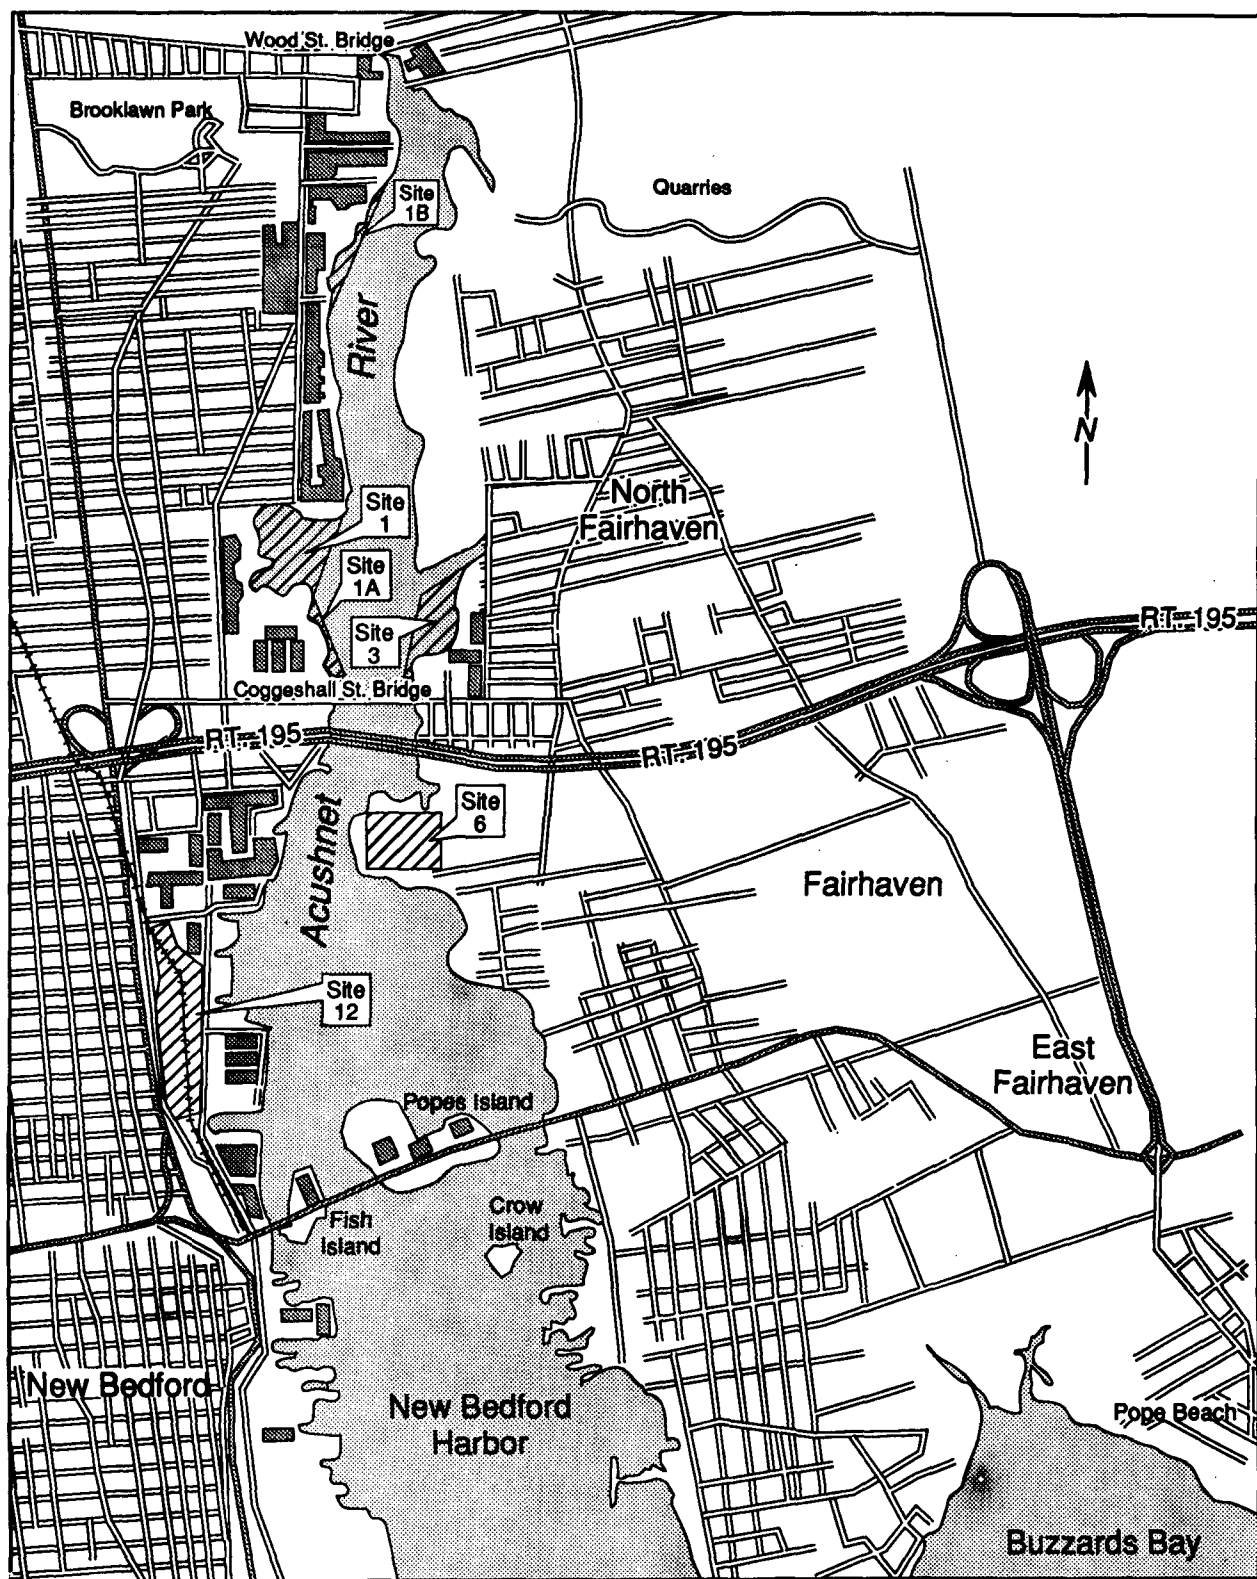 Wood St. Bridge
Brooklawn Park
Quarries
Site
1B
River
N
Site
1
North
Fairhaven
Site
1A
Site
3
RT. 195
Coggeshall St. Bridge
RT. 195
RT. 195
Site
6
Acushnet
Fairhaven
Site
12
East
Fairhaven
Popes Island
Crow
Island
Fish
Island
New Bedford
New Bedford
Harbor
Pope Beach
Buzzards Bay